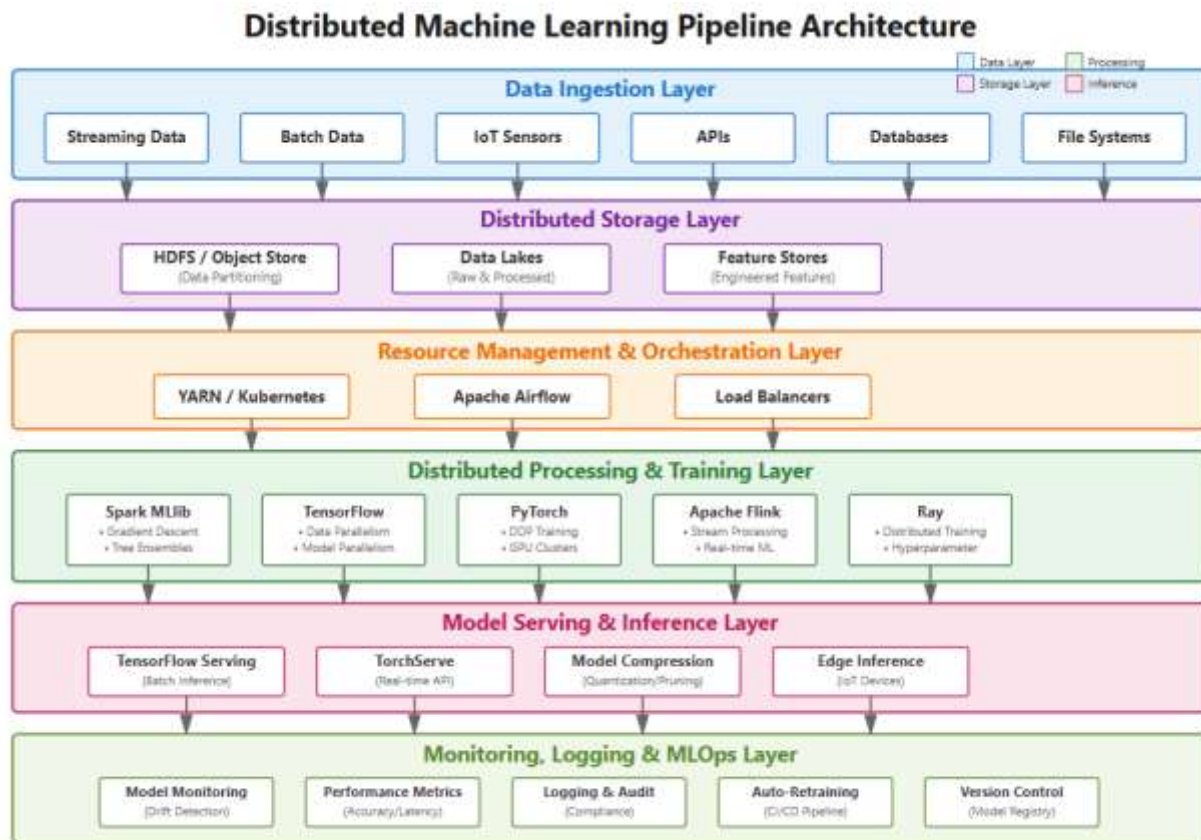 Distributed Machine Learning Pipeline Architecture
Data Layer Processing
Storage Layer Inference
Data Ingestion Layer
Streaming Data Batch Data IoT Sensors APIs Databases File Systems
Distributed Storage Layer
HDFS / Object Store Data Lakes Feature Stores
(Data Partitioning) (Raw & Processed) (Engineered Features)
Resource Management & Orchestration Layer
YARN / Kubernetes Apache Airflow Load Balancers
Distributed Processing & Training Layer
Spark MLlib TensorFlow PyTorch Apache Flink Ray
• Gradient Descent • Data Parallelism • DDP Training • Stream Processing • Distributed Training
• Tree Ensembles • Model Parallelism • GPU Clusters • Real-time ML • Hyperparameter
Model Serving & Inference Layer
TensorFlow Serving TorchServe Model Compression Edge Inference
(Batch Inference) (Real-time API) (Quantization/Pruning) (IoT Devices)
Monitoring, Logging & MLOps Layer
Model Monitoring Performance Metrics Logging & Audit Auto-Retraining Version Control
(Drift Detection) (Accuracy/Latency) (Compliance) (CI/CD Pipeline) (Model Registry)